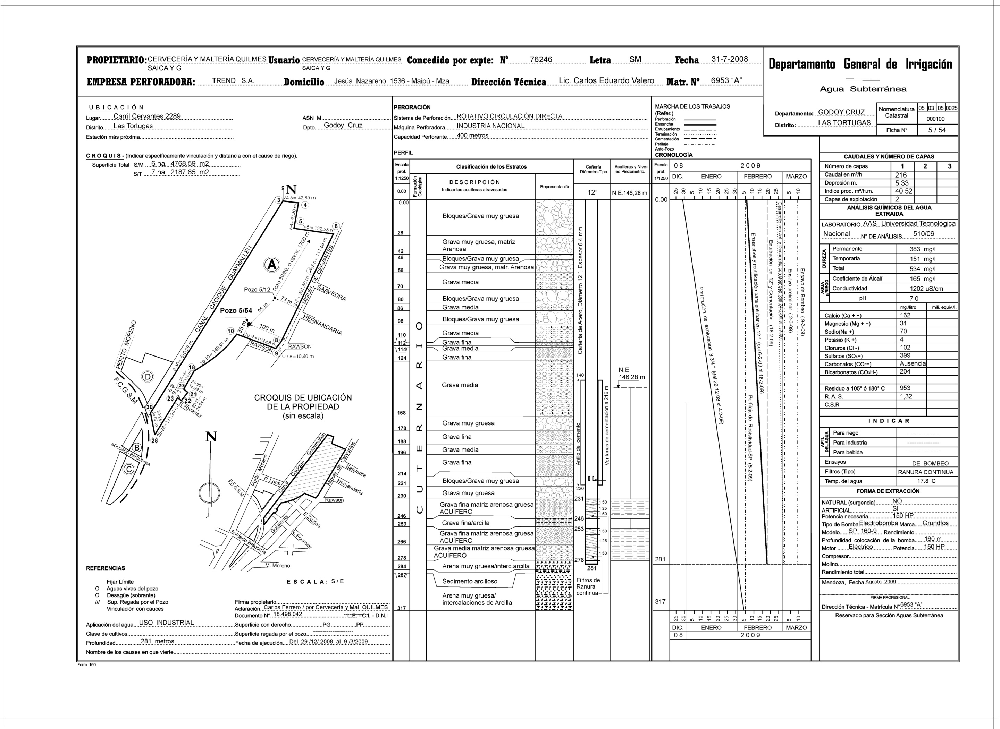 PROPIETARIO: CERVECERÍA Y MALTERÍA QUILMES Usuario CERVECERÍA Y MALTERÍA QUILMES Concedido por expte: Nº 76246 Letra SM Fecha 31-7-2008
SAICA Y G SAICA Y G
EMPRESA PERFORADORA: TREND S.A. Domicilio Jesús Nazareno 1536 - Maipú - Mza Dirección Técnica Lic. Carlos Eduardo Valero Matr. Nº 6953 “A”
Departamento General de Irrigación
Agua Subterránea
Departamento: GODOY CRUZ
Distrito: LAS TORTUGAS
Nomenclatura Catastral 05 03 05 0025
000100
Ficha N° 5 / 54
UBICACIÓN
Lugar Carril Cervantes 2289 ASN M
Distrito Las Tortugas Dpto. Godoy Cruz
Estación más próxima
CROQUIS - (Indicar específicamente vinculación y distancia con el cause de riego).
Superficie Total S/M 6 ha. 4768.59 m2
S/T 7 ha. 2187.65 m2
N
3
4-3= 42,85 m
4
5-4= 97,80 m
5
6-5= 122,23 m
6
7-6= 111.63 m
7
8-7= 201,50 m
MIGUEL DE CERVANTES
CANAL CACIQUE GUAYMALLEN
A
Pozo 39/39, a aprox. 1700 m
Pozo 5/12
73 m
95 m
SAAVEDRA
Pozo 5/54
HERNANDARIA
35 m
100 m
10
10-9=104,68 m
8
RAWSON
RAWSON
9
9-8=10,40 m
18-10= 140,91 m
3-30= 610,29 m
PERITO MORENO
D
F.C.G.S.M
18
20-18= 53,16 m
20
21-20= 16,29 m
21
23-22= 10.01 m
22
22-21= 24,94 m
23
R. FOURNIER
30
30-28 63,07 m
28-23=111,24 m
28
SOLDADO BAIGORRIA
B
C
CROQUIS DE UBICACIÓN
DE LA PROPIEDAD
(sin escala)
N
Perito Moreno
Canal Cacique Guaymallen
Miguel de Cervantes
Saavedra
Hernandaria
Rawson
P. Loos
F.C.G.S.M
E. Zizzias
Guisasola
R. Fournier
Soldado Baigorria
M. Moreno
REFERENCIAS
ESCALA: S / E
Fijar Límite
O Aguas vivas del pozo
O Desagüe (sobrante)
/// Sup. Regada por el Pozo
Vinculación con cauces
Firma propietario
Aclaración Carlos Ferrero / por Cervecería y Mal. QUILMES
Documento N° 18.498.042 L.E. - C.I. - D.N.I
Aplicación del agua USO INDUSTRIAL Superficie con derecho PG PP
Clase de cultivos Superficie regada por el pozo --------------------
Profundidad 281 metros Fecha de ejecución Del 29 /12/ 2008 al 9 /3/2009
Nombre de los causes en que vierte
Form. 160
PERORACIÓN
Sistema de Perforación ROTATIVO CIRCULACIÓN DIRECTA
Máquina Perforadora INDUSTRIA NACIONAL
Capacidad Perforante 400 metros
PERFIL
Escala prof. 1:1250
0.00
Formación Geológica
Clasificación de los Estratos
DESCRIPCIÓN
Indicar las acuíferas atravesadas
Representación
Cañería Diámetro-Tipo
12”
Acuíferas y Niveles Piezométric.
N.E.146,28 m
CUTERNARIO
0.00
Bloques/Grava muy gruesa
28
Grava muy gruesa, matriz
Arenosa
42
Bloques/Grava muy gruesa
46
Grava muy gruesa, matr. Arenosa
56
Grava media
70
Bloques/Grava muy gruesa
80
Grava media
86
Bloques/Grava muy gruesa
96
Grava media
110
Grava fina
112
Grava media
114
Grava fina
124
Grava media
168
Grava muy gruesa
178
Grava fina
188
Grava media
196
Grava fina
214
Bloques/Grava muy gruesa
221
Grava muy gruesa
230
Grava fina matriz arenosa gruesa
ACUÍFERO
246
Grava fina/arcilla
253
Grava fina matriz arenosa gruesa
ACUÍFERO
266
Grava media matriz arenosa gruesa
ACUÍFERO
278
Arena muy gruesa/interc.arcilla
284
287
Sedimento arcilloso
Arena muy gruesa/
intercalaciones de Arcilla
317
Cañería de Acero, Diámetro 12 “, Espesor 6.4 mm.
140
Anillo de cemento
Ventanas de cementación a 216 m
220
231
1.50
1.25
1.50
246
253
1.50
1.25
1.50
278
281
Filtros de
Ranura
continua
N.E.
146,28 m
MARCHA DE LOS TRABAJOS
(Refer.)
Perforación
Ensanche
Entubamiento
Terminación
Cementación
Pefilaje
Ante-Pozo
CRONOLOGÍA
Escala prof. 1/1250
0 8 2 0 0 9
DIC. ENERO FEBRERO MARZO
25 30 5 10 15 20 25 30 5 10 15 20 25 5 10
0.00
Perforación de exploración 8 3/4 “ (del 29-12-08 al 4-2-09)
Perfilaje de Resistividad-SP (5-2-09)
Ensanches y rectificación para entubar en 12 “ (del 6-2-09 al 18-2-09)
Entubación en 12” y Cementación (18-2-09)
Desarrollo con Jet. y Desarrollo con Bombeo (del 24-2-09 al 1-3-09)
Ensayo preliminar ( 2-3-09)
Ensayo de Bombeo ( 9-3-09)
281
317
25 30 5 10 15 20 25 30 5 10 15 20 25 5 10
DIC. ENERO FEBRERO MARZO
0 8 2 0 0 9
CAUDALES Y NÚMERO DE CAPAS
Número de capas 1 2 3
Caudal en m³/h 216
Depresión m. 5.33
Indice prod. m³/h.m. 40.52
Capas de explotación 2
ANÁLISIS QUÍMICOS DEL AGUA
EXTRAIDA
LABORATORIO AAS- Universidad Tecnológica
Nacional N° DE ANÁLISIS 510/09
DUREZA
Permanente 383 mg/l
Temporaria 151 mg/l
Total 534 mg/l
AGUA p/RIEGO
Coeficiente de Álcalí 165 mg/l
Conductividad 1202 uS/cm
pH 7.0
mg./litro mili. equiv./l.
Calcio (Ca + +) 162
Magnesio (Mg + +) 31
Sodio(Na +) 70
Potasio (K +) 4
Cloruros (Cl -) 102
Sulfatos (SO₄=) 399
Carbonatos (CO₃=) Ausencia
Bicarbonatos (CO₃H-) 204
Residuo a 105° ó 180° C 953
R. A. S. 1,32
C.S.R
INDICAR
APTI. DEL AGUA
Para riego --------------
Para industria --------------
Para bebida --------------
Ensayos DE BOMBEO
Filtros (Tipo) RANURA CONTINUA
Temp. del agua 17.8 C
FORMA DE EXTRACCIÓN
NATURAL (surgencia) NO
ARTIFICIAL SI
Potencia necesaria 150 HP
Tipo de Bomba Electrobomba Marca Grundfos
Modelo SP 160-9 Rendimiento
Profundidad colocación de la bomba 160 m
Motor Eléctrico Potencia 150 HP
Compresor
Molino
Rendimiento total
Mendoza, Fecha Agosto 2009
FIRMA PROFESIONAL
Dirección Técnica - Matrícula N° 6953 “A”
Reservado para Sección Aguas Subterránea